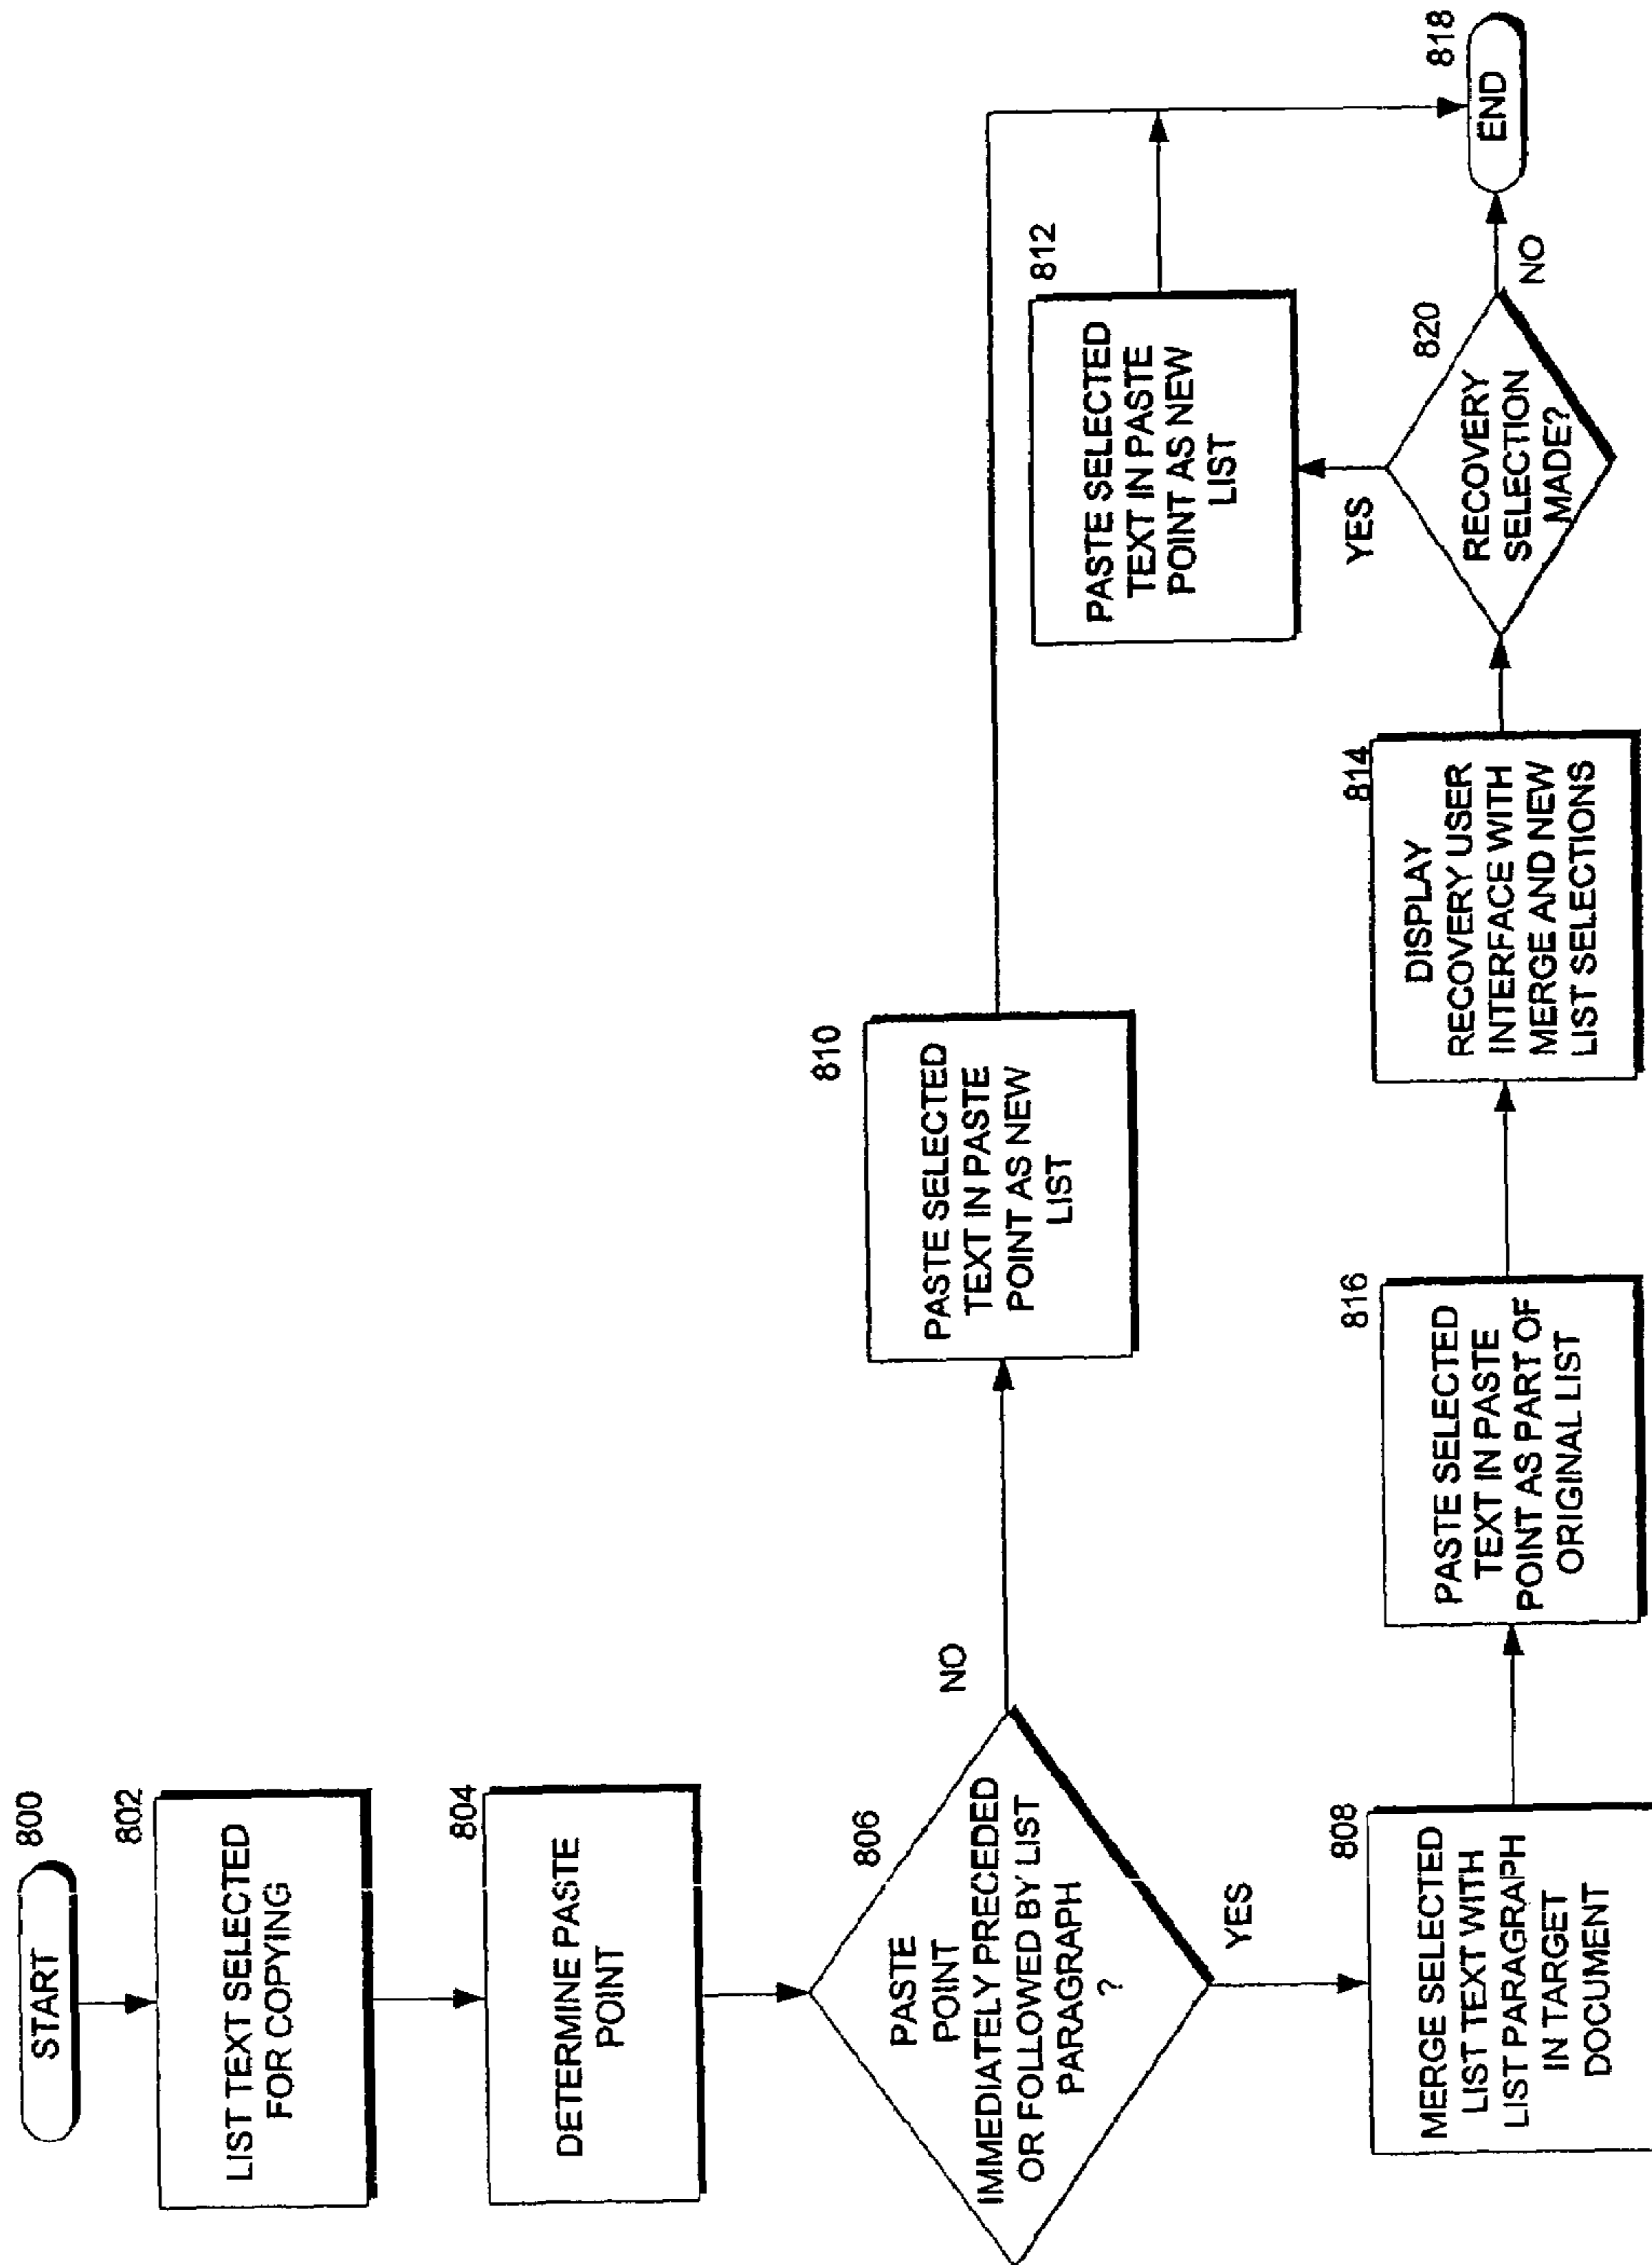 START
800
LIST TEXT SELECTED
FOR COPYING
802
DETERMINE PASTE
POINT
804
PASTE
POINT
IMMEDIATELY PRECEDED
OR FOLLOWED BY LIST
PARAGRAPH
?
806
NO
YES
PASTE SELECTED
TEXT IN PASTE
POINT AS NEW
LIST
810
MERGE SELECTED
LIST TEXT WITH
LIST PARAGRAPH
IN TARGET
DOCUMENT
808
PASTE SELECTED
TEXT IN PASTE
POINT AS PART OF
ORIGINAL LIST
816
DISPLAY
RECOVERY USER
INTERFACE WITH
MERGE AND NEW
LIST SELECTIONS
814
RECOVERY
SELECTION
MADE?
820
YES
NO
PASTE SELECTED
TEXT IN PASTE
POINT AS NEW
LIST
812
END
818